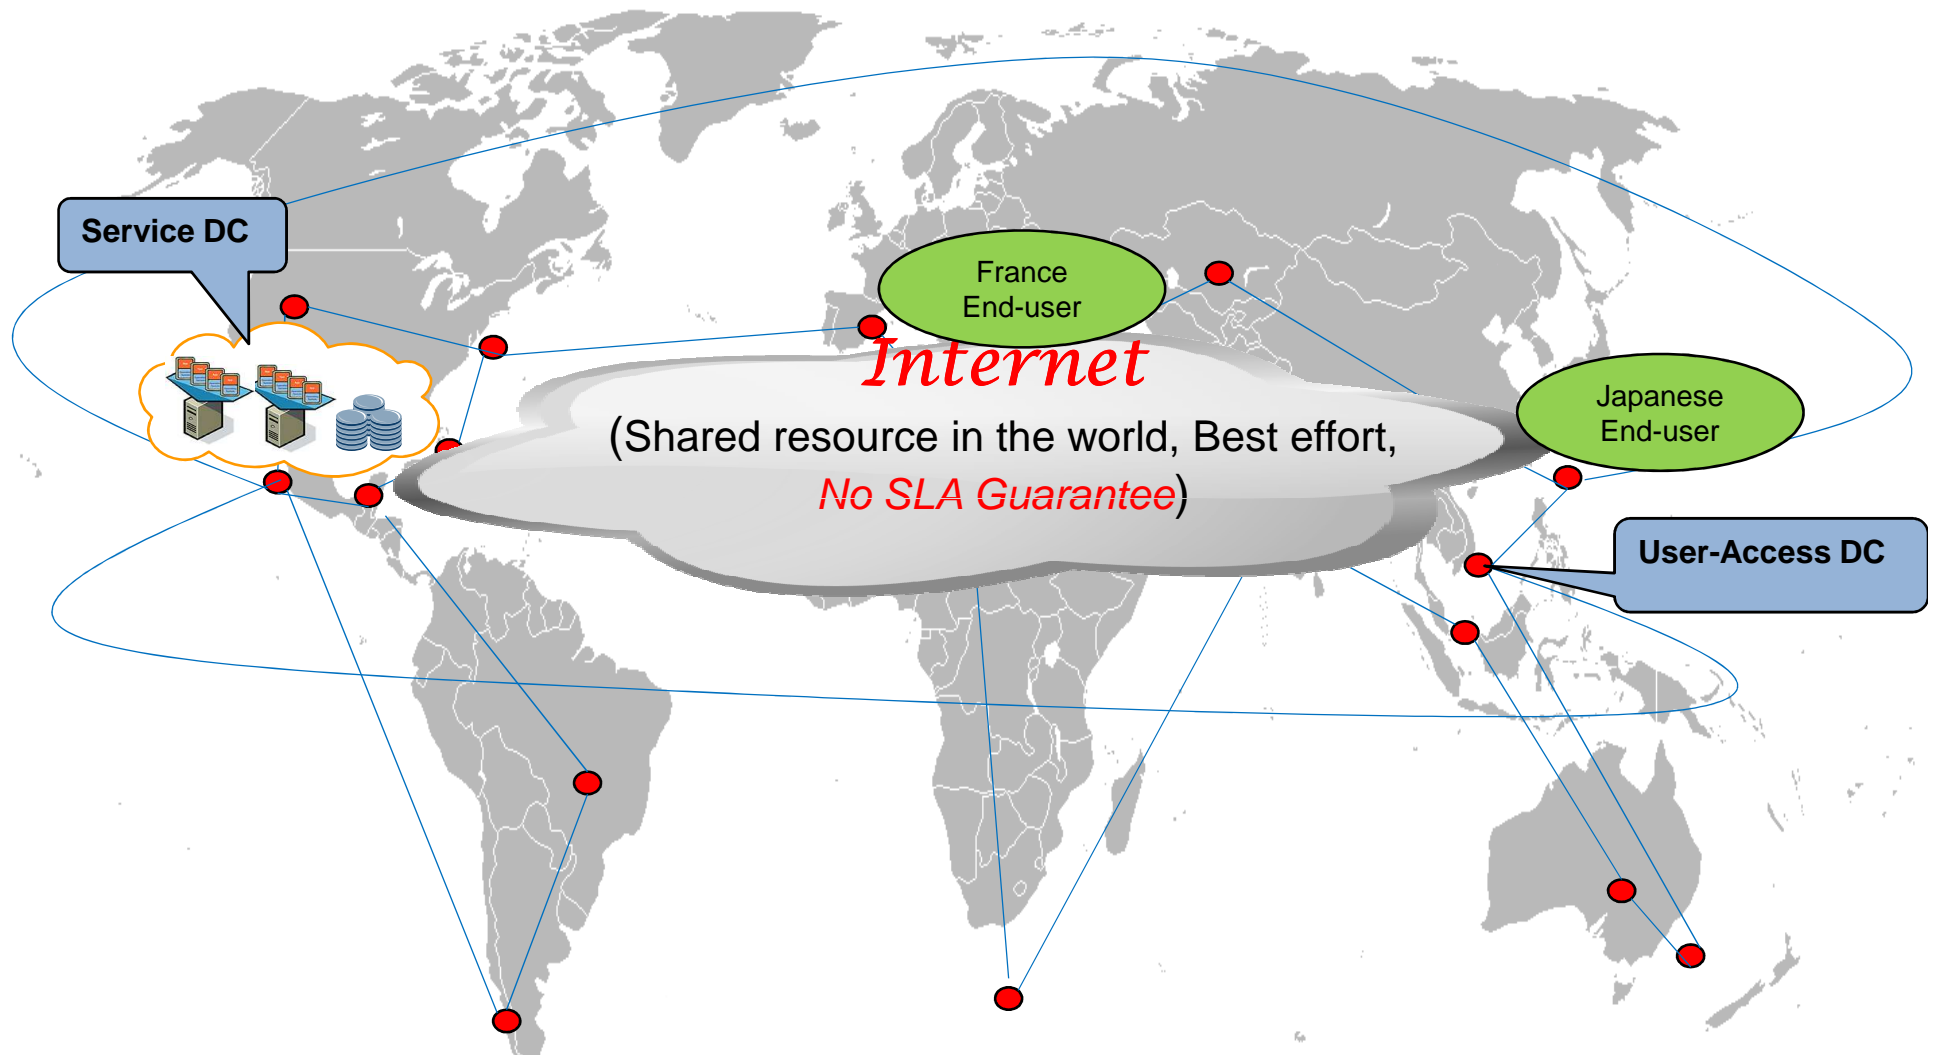 Service DC
France
End-user
Internet
(Shared resource in the world, Best effort,
No SLA Guarantee)
Japanese
End-user
User-Access DC